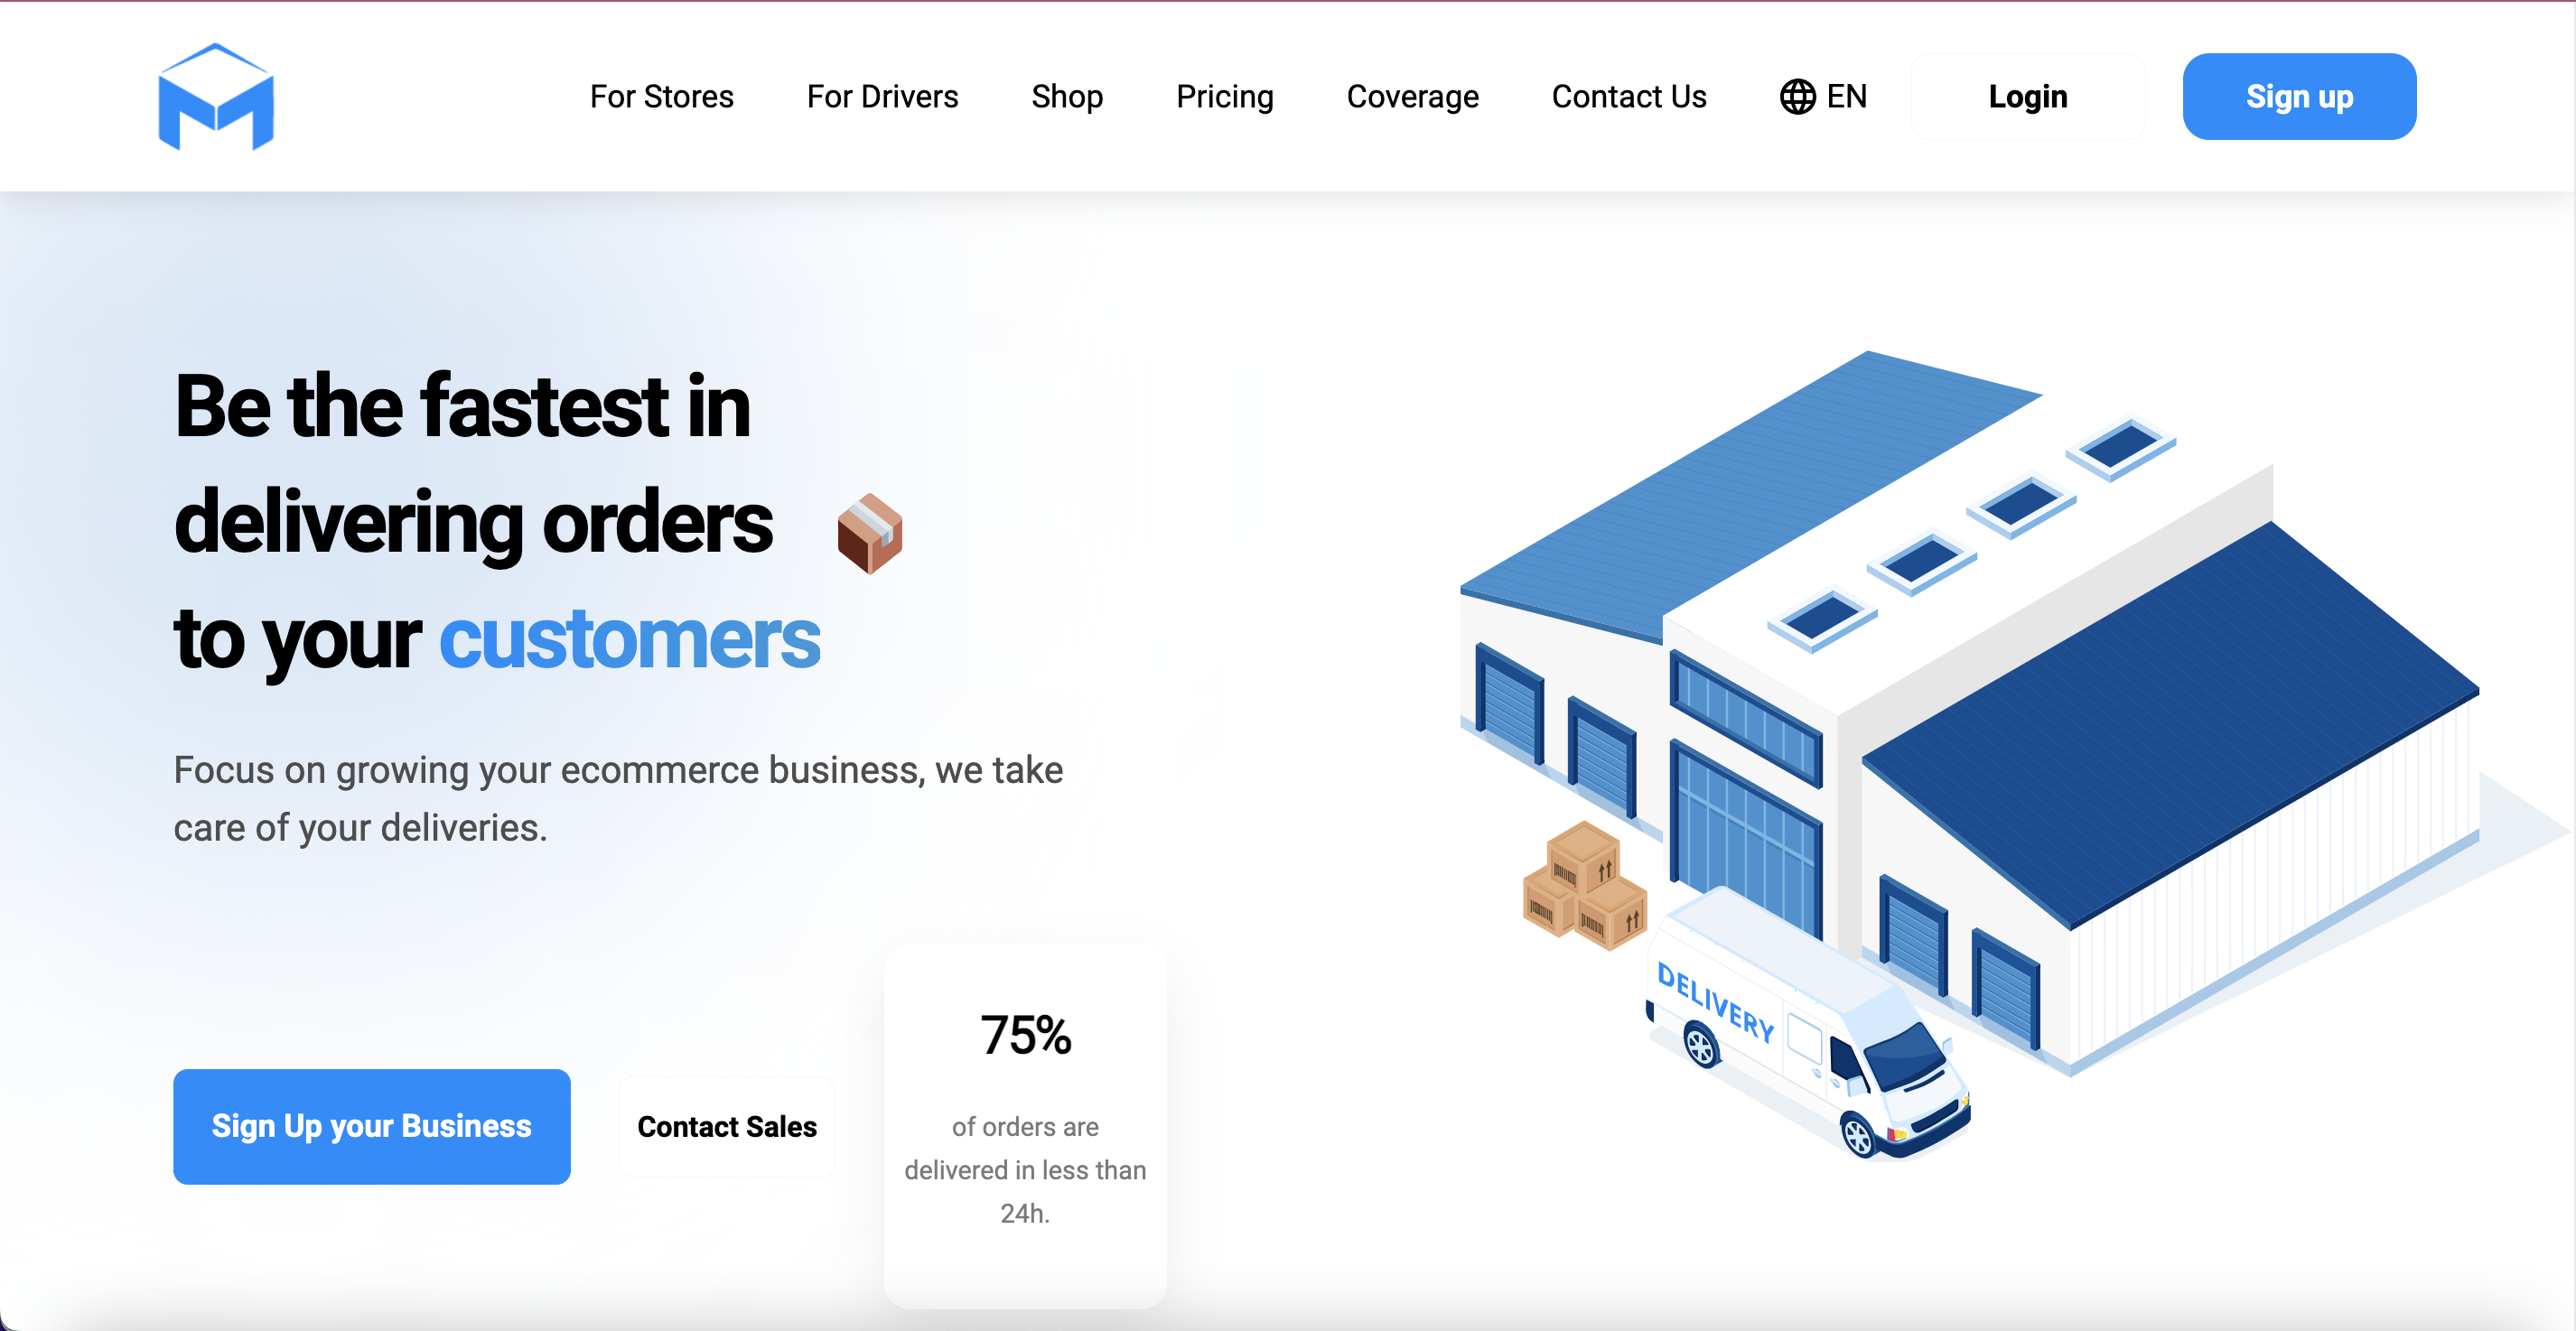 For Stores For Drivers Shop Pricing Coverage Contact Us EN Login Sign up
Be the fastest in
delivering orders
to your customers
Focus on growing your ecommerce business, we take
care of your deliveries.
Sign Up your Business
Contact Sales
75%
of orders are
delivered in less than
24h.
DELIVERY